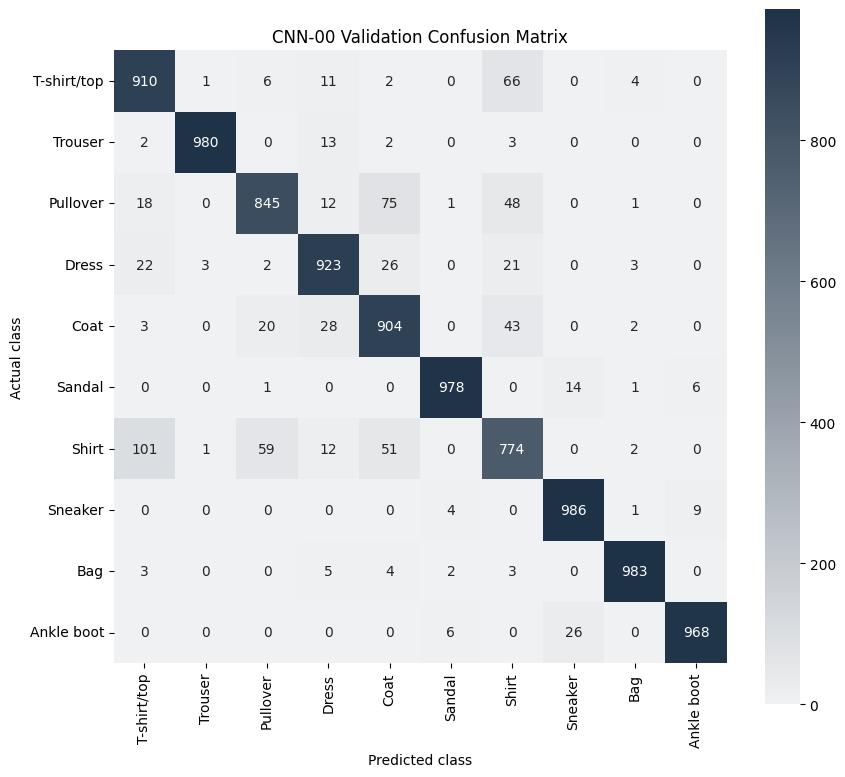 CNN-00 Validation Confusion Matrix
T-shirt/top 910 1 6 11 2 0 66 0 4 0
Trouser 2 980 0 13 2 0 3 0 0 0
Pullover 18 0 845 12 75 1 48 0 1 0
Dress 22 3 2 923 26 0 21 0 3 0
Coat 3 0 20 28 904 0 43 0 2 0
Sandal 0 0 1 0 0 978 0 14 1 6
Shirt 101 1 59 12 51 0 774 0 2 0
Sneaker 0 0 0 0 0 4 0 986 1 9
Bag 3 0 0 5 4 2 3 0 983 0
Ankle boot 0 0 0 0 0 6 0 26 0 968
T-shirt/top Trouser Pullover Dress Coat Sandal Shirt Sneaker Bag Ankle boot
Predicted class
Actual class
800
600
400
200
0